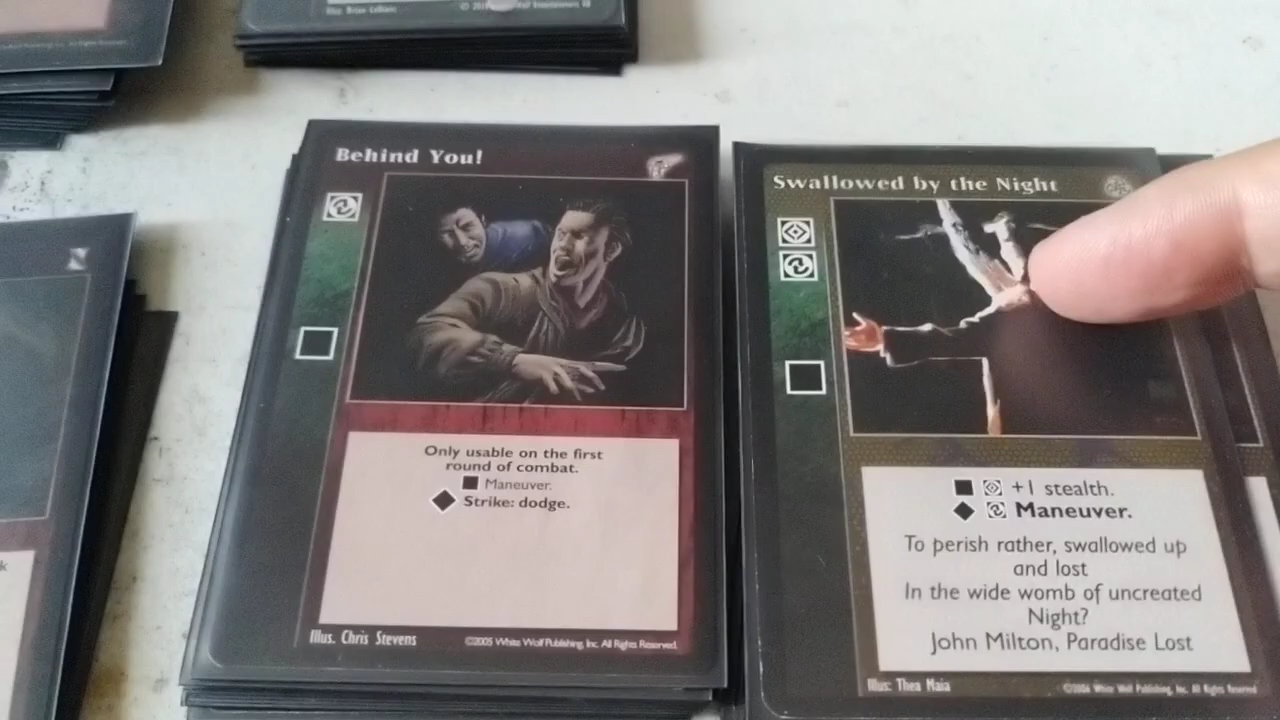 Behind You!
Only usable on the first
round of combat.
Maneuver.
Strike: dodge.
Illus. Chris Stevens
©2005 White Wolf Publishing, Inc. All Rights Reserved.
Swallowed by the Night
+1 stealth.
Maneuver.
To perish rather, swallowed up
and lost
In the wide womb of uncreated
Night?
John Milton, Paradise Lost
Illus: Thea Maia
©2006 White Wolf Publishing, Inc. All Rights Reserved
k